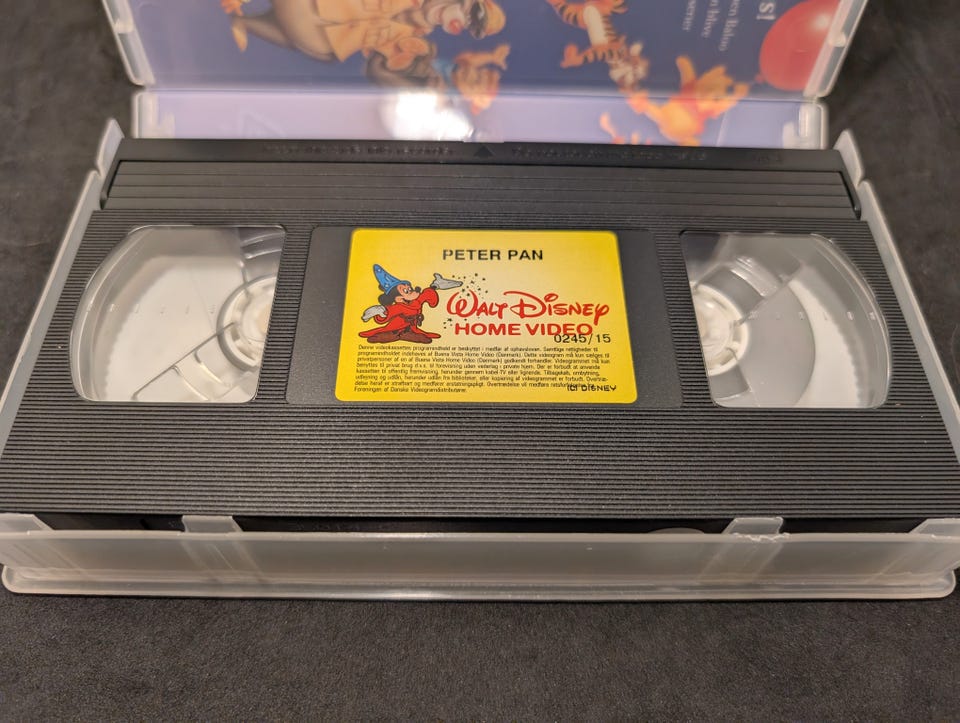 s!
PETER PAN
WALT DISNEY
HOME VIDEO
0245/15
Denne videokassettes programindhold er beskyttet i medfør af ophavsloven. Samtlige rettigheder til
programindholdet indehaves af Buena Vista Home Video (Danmark). Dette videogram må kun sælges til
privatpersoner af en af Buena Vista Home Video (Danmark) godkendt forhandler. Videogrammet må kun
benyttes til privat brug d.v.s. til forevisning uden vederlag i private hjem. Der er forbudt at anvende
kassetten til offentlig forevisning, herunder gennem kabel-TV eller lignende. Tilbagekøb, ombytning,
udlejning og udlån, herunder udlån fra biblioteker, eller kopiering af videogrammet er forbudt. Overtræ-
delse heraf er strafbart og medfører erstatningspligt. Overtrædelse vil medføre
Foreningen af Danske Videogramdistributører.
(C) DISNEY